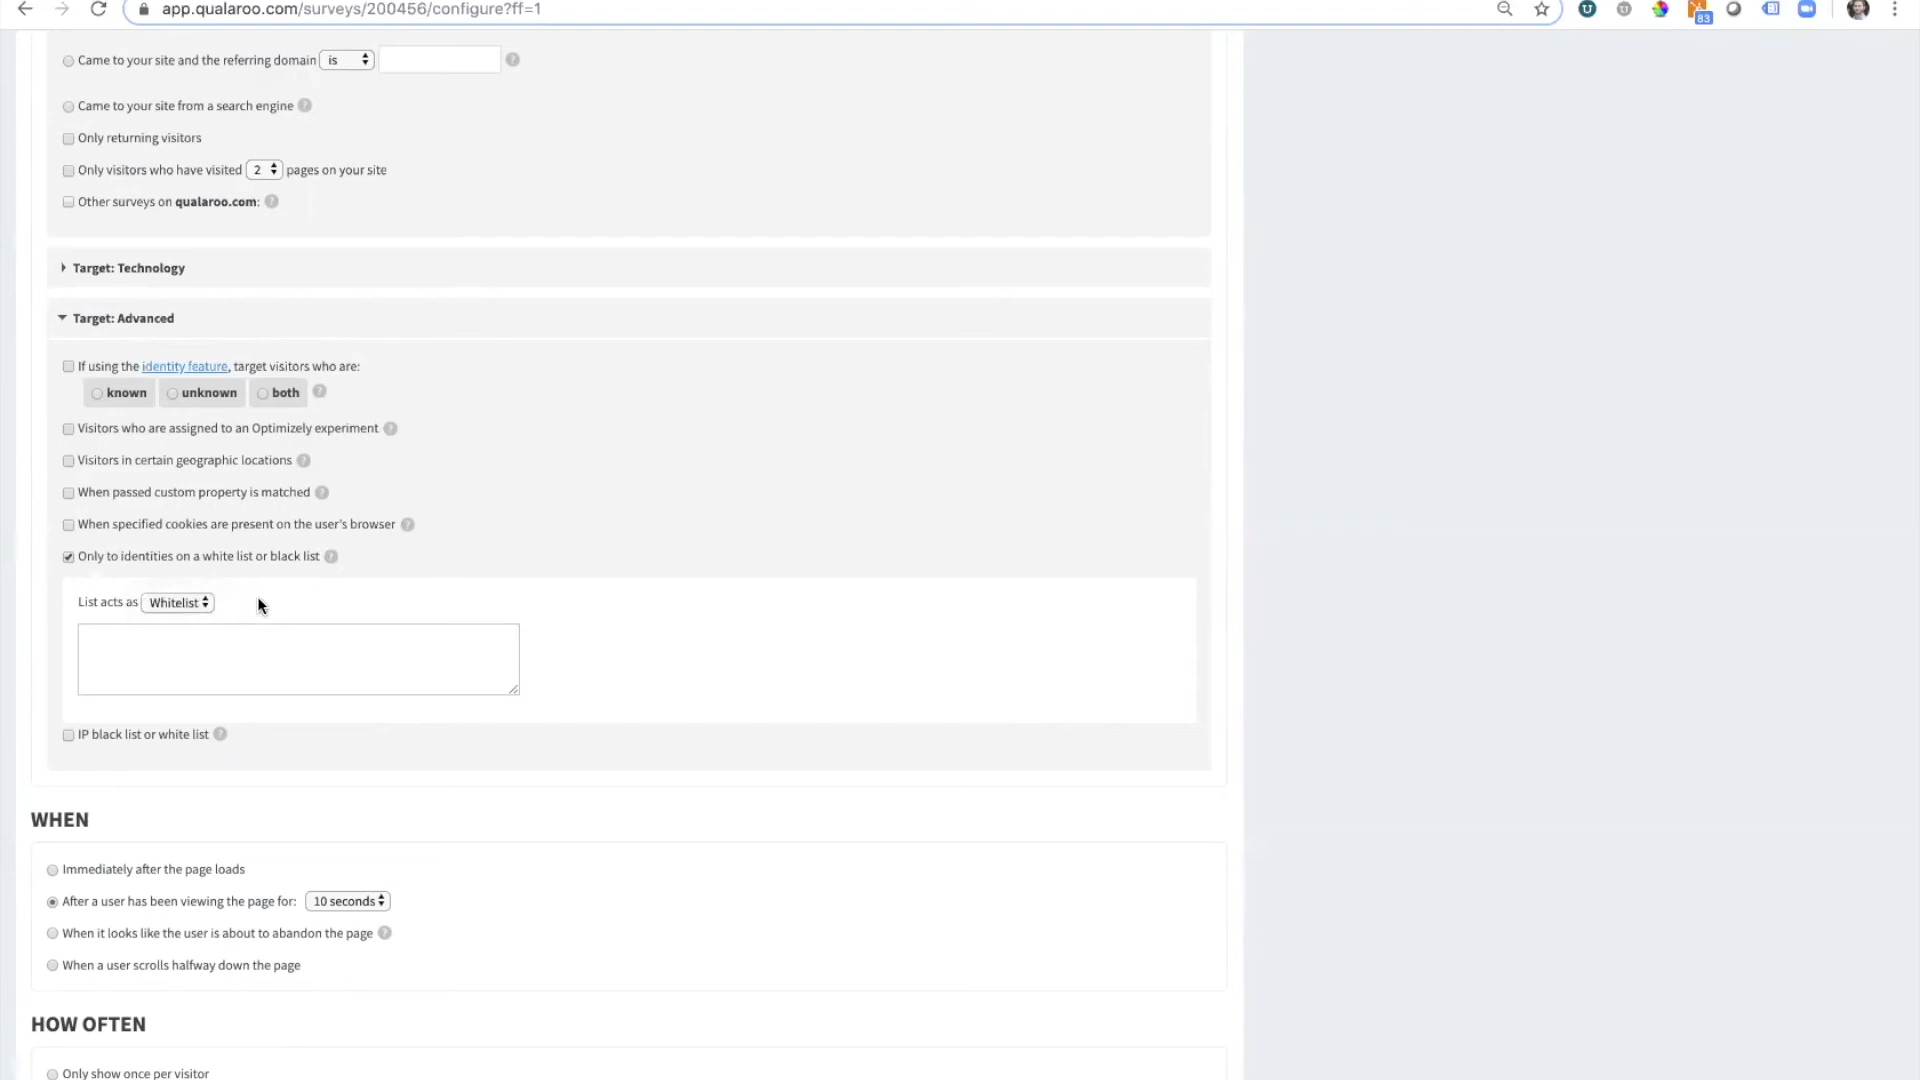 app.qualaroo.com/surveys/200456/configure?ff=1
83
Came to your site and the referring domain is ?
Came to your site from a search engine ?
Only returning visitors
Only visitors who have visited 2 pages on your site
Other surveys on qualaroo.com: ?
Target: Technology
Target: Advanced
If using the identity feature, target visitors who are:
known unknown both ?
Visitors who are assigned to an Optimizely experiment ?
Visitors in certain geographic locations ?
When passed custom property is matched ?
When specified cookies are present on the user's browser ?
Only to identities on a white list or black list ?
List acts as Whitelist
IP black list or white list ?
WHEN
Immediately after the page loads
After a user has been viewing the page for: 10 seconds
When it looks like the user is about to abandon the page ?
When a user scrolls halfway down the page
HOW OFTEN
Only show once per visitor